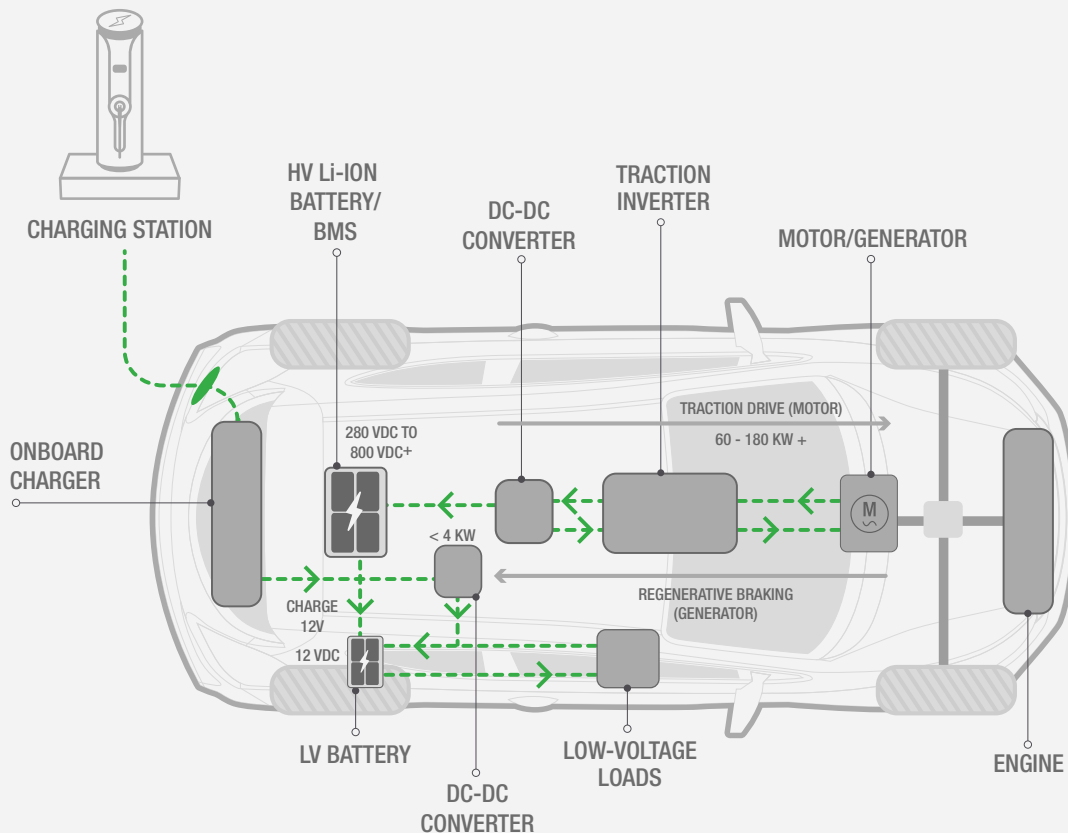 CHARGING STATION
HV Li-ION
BATTERY/
BMS
DC-DC
CONVERTER
TRACTION
INVERTER
MOTOR/GENERATOR
ONBOARD
CHARGER
280 VDC TO
800 VDC+
TRACTION DRIVE (MOTOR)
60 - 180 KW +
M
< 4 KW
REGENERATIVE BRAKING
(GENERATOR)
CHARGE
12V
12 VDC
LV BATTERY
DC-DC
CONVERTER
LOW-VOLTAGE
LOADS
ENGINE